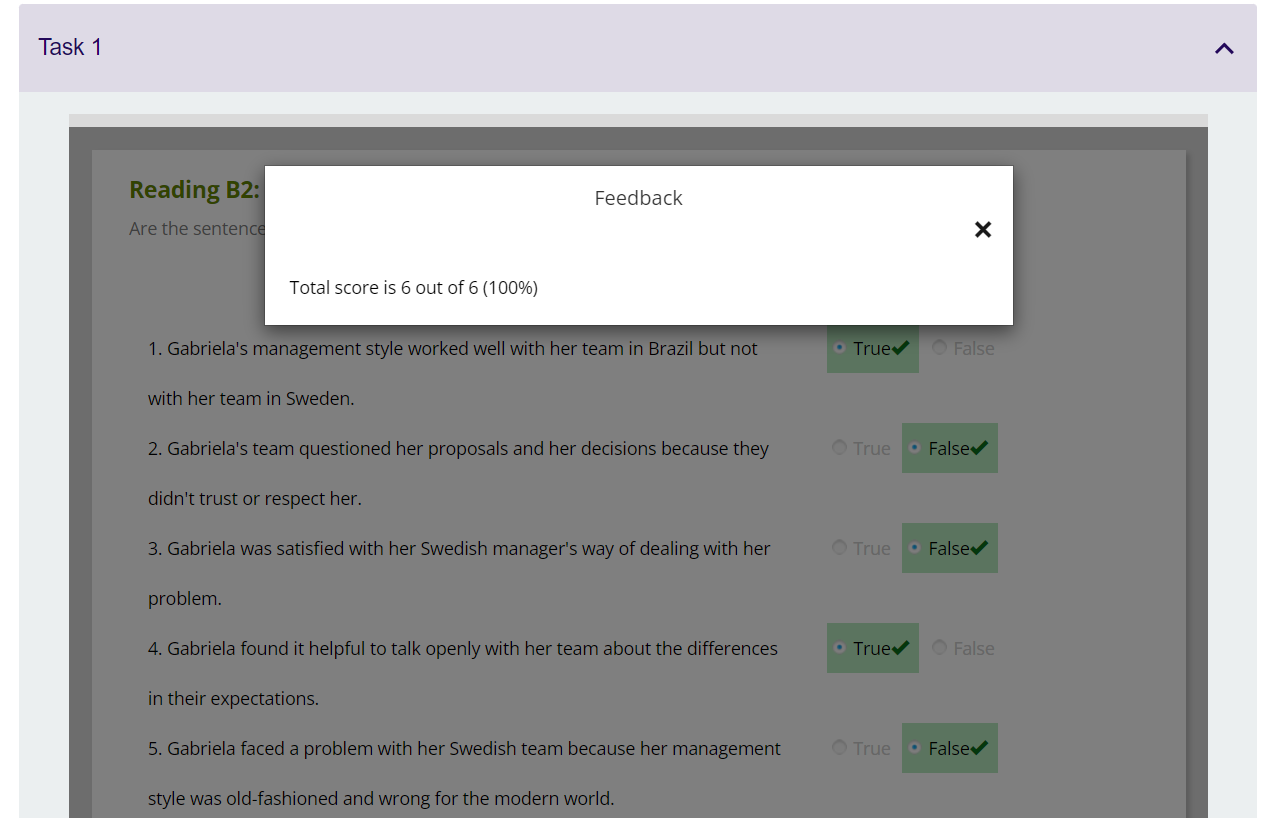 Task 1
Reading B2:
Are the sentence
Feedback
Total score is 6 out of 6 (100%)
1. Gabriela's management style worked well with her team in Brazil but not True False
with her team in Sweden.
2. Gabriela's team questioned her proposals and her decisions because they True False
didn't trust or respect her.
3. Gabriela was satisfied with her Swedish manager's way of dealing with her True False
problem.
4. Gabriela found it helpful to talk openly with her team about the differences True False
in their expectations.
5. Gabriela faced a problem with her Swedish team because her management True False
style was old-fashioned and wrong for the modern world.